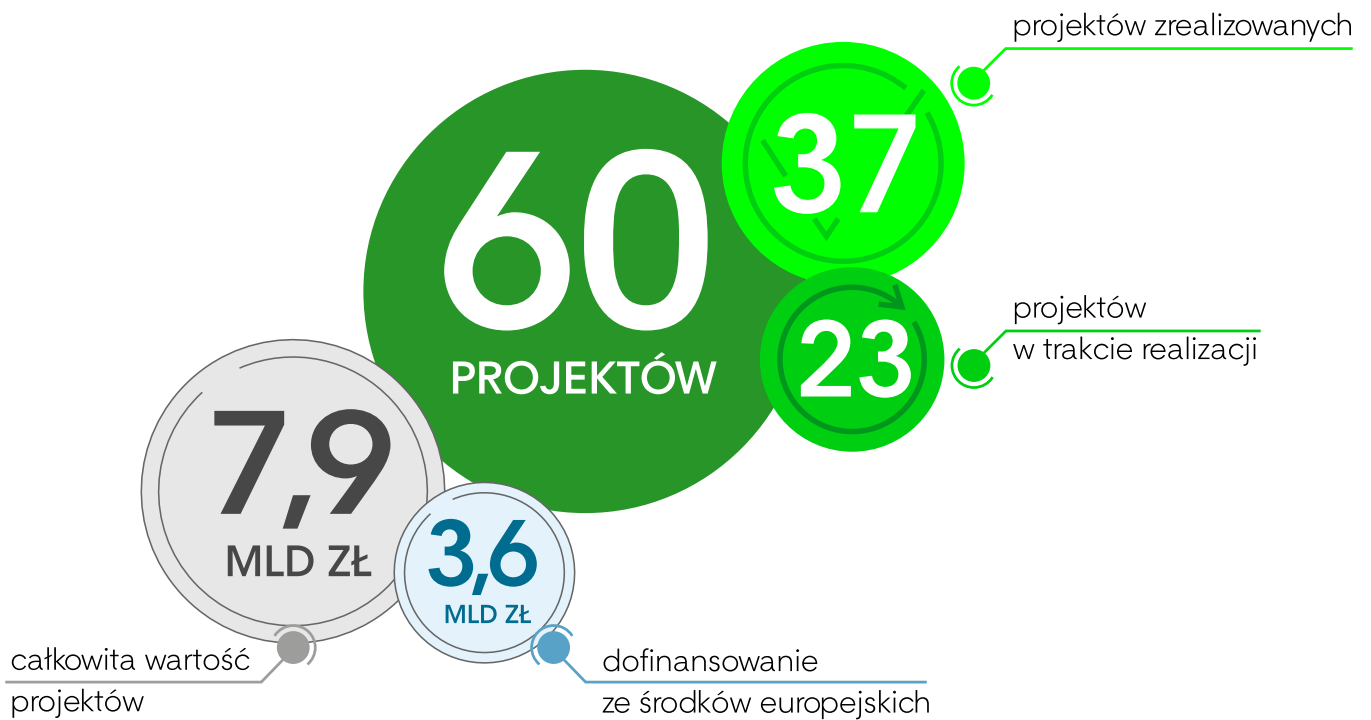 projektów zrealizowanych
37
60
PROJEKTÓW
23
projektów
w trakcie realizacji
7,9
MLD ZŁ
3,6
MLD ZŁ
całkowita wartość
projektów
dofinansowanie
ze środków europejskich